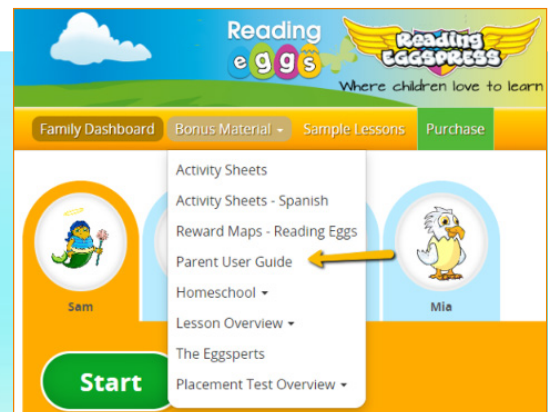 Reading
eggs
Reading
EGGSPRESS
Where children love to learn
Family Dashboard Bonus Material Sample Lessons Purchase
Activity Sheets
Activity Sheets - Spanish
Reward Maps - Reading Eggs
Parent User Guide
Homeschool
Lesson Overview
The Eggsperts
Placement Test Overview
Sam
Mia
Start